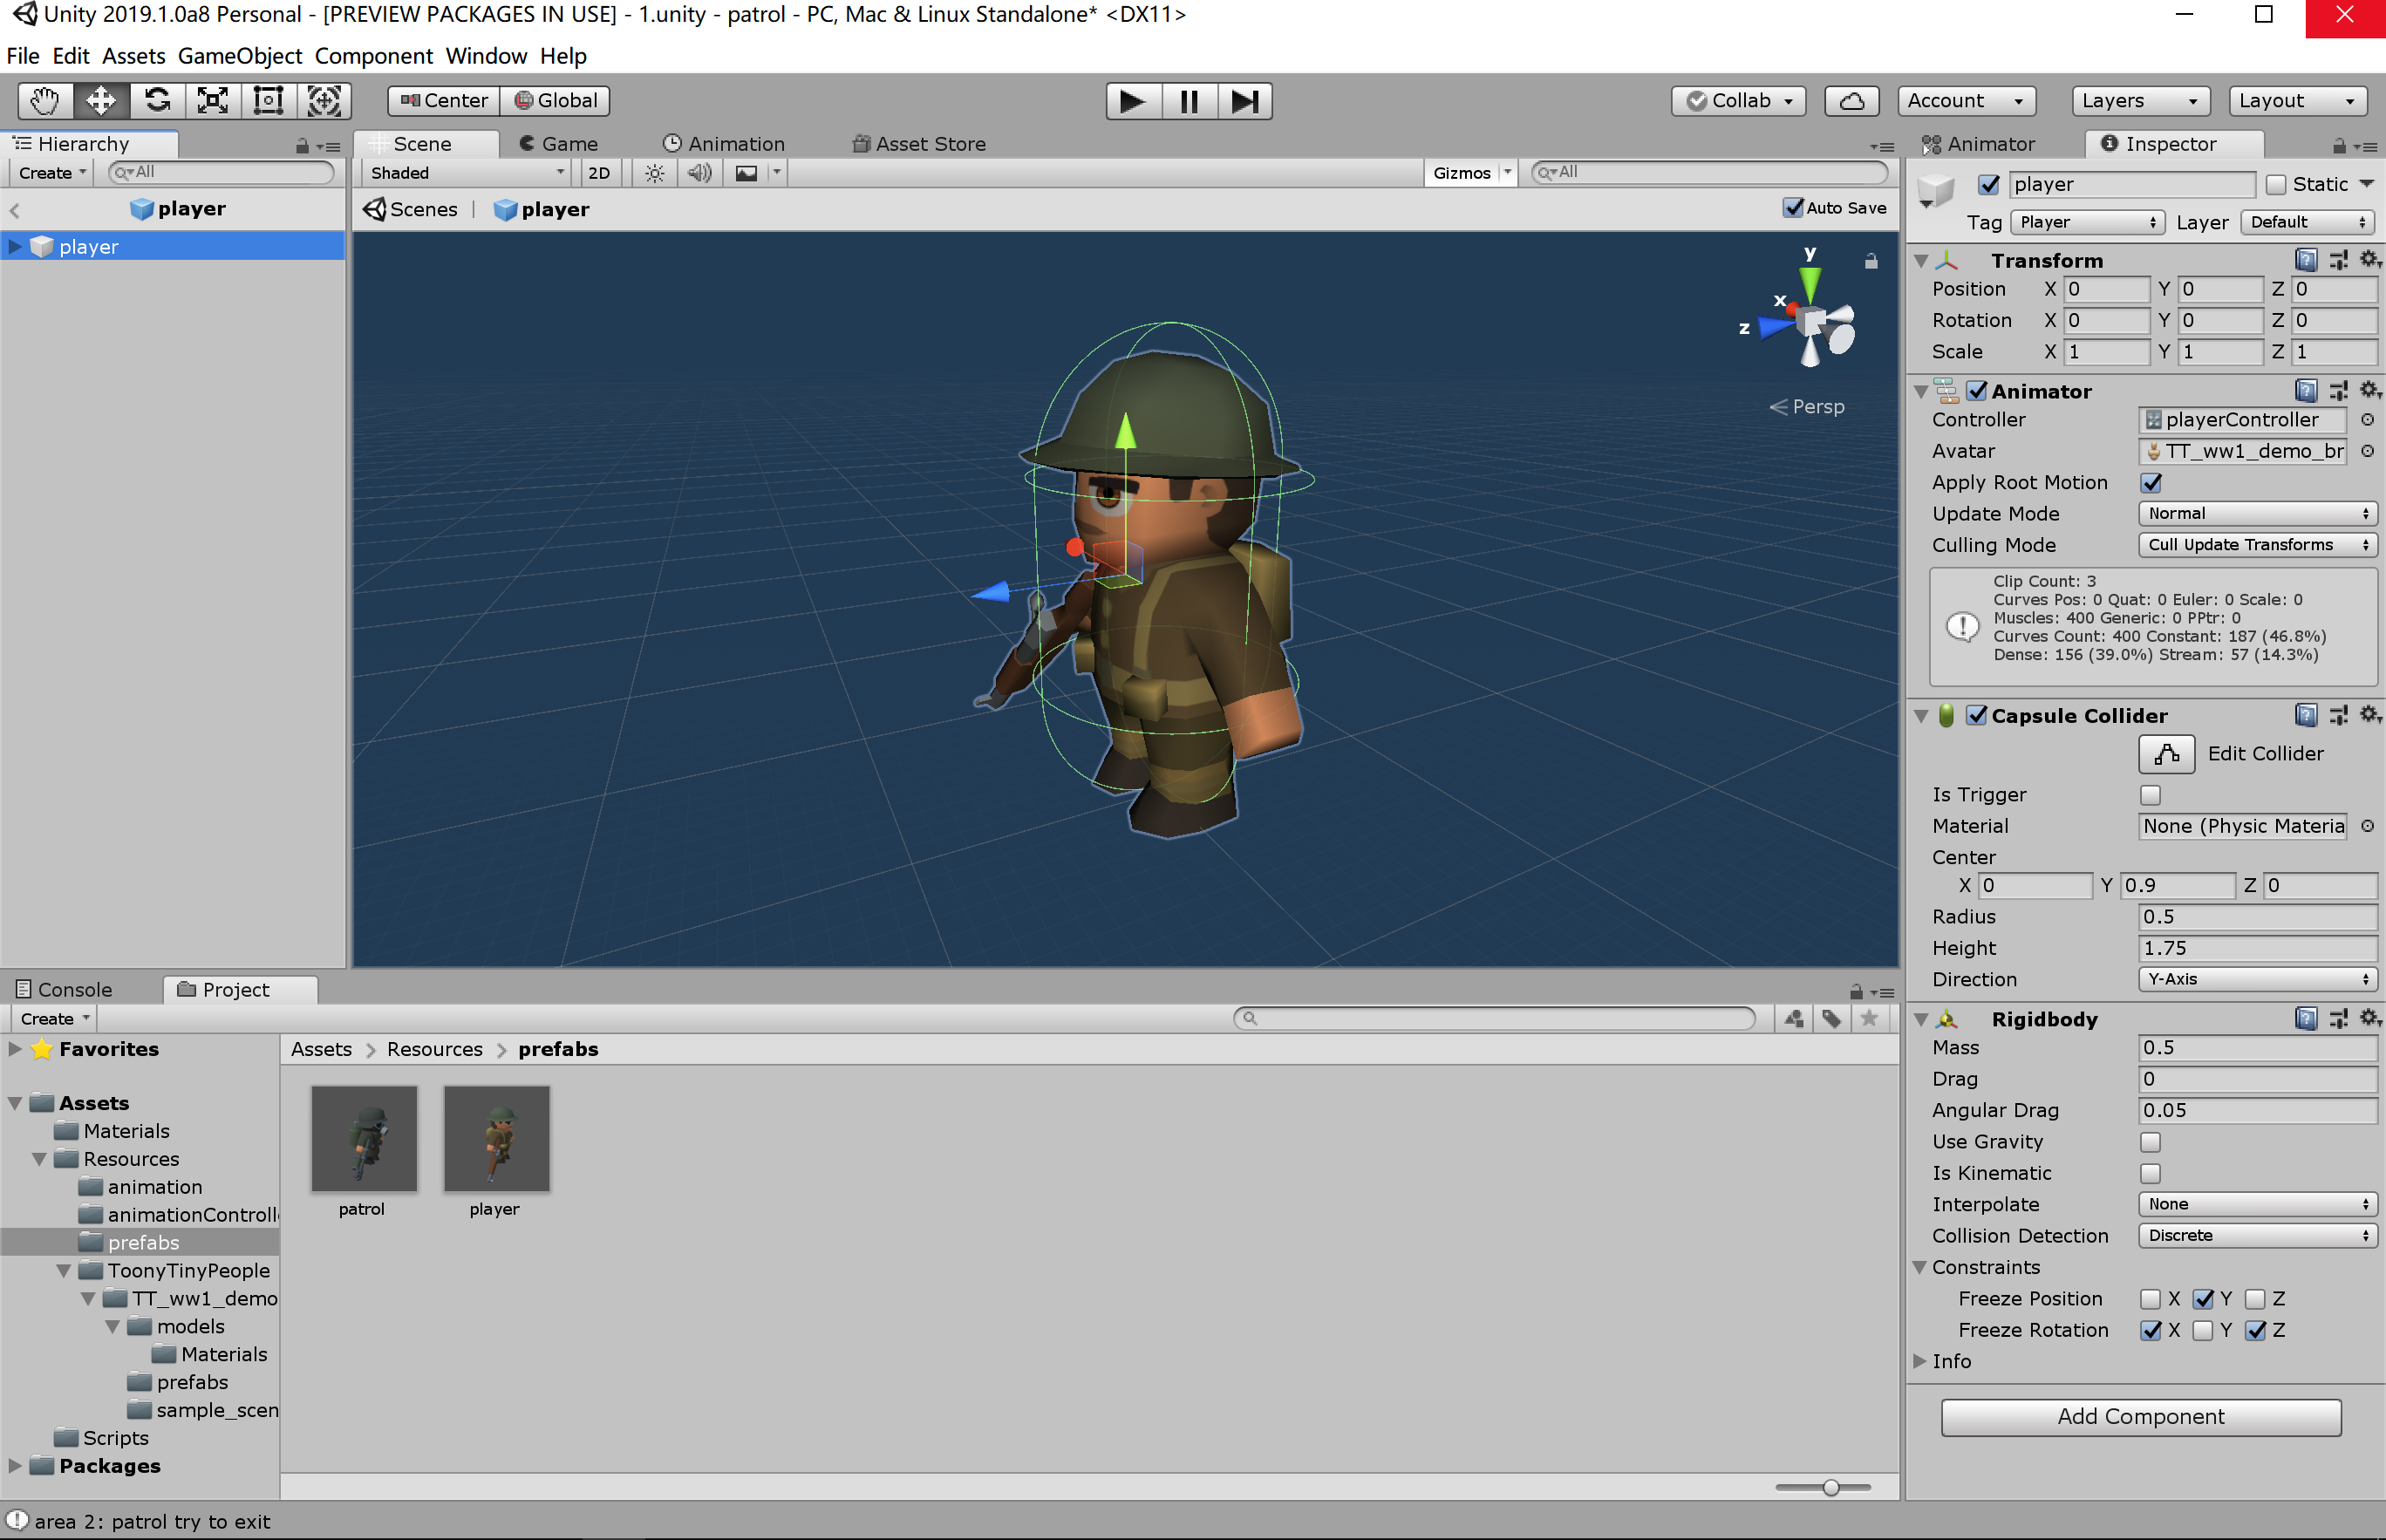 Unity 2019.1.0a8 Personal - [PREVIEW PACKAGES IN USE] - 1.unity - patrol - PC, Mac & Linux Standalone* <DX11>
File Edit Assets GameObject Component Window Help
Center Global Collab Account Layers Layout
Hierarchy
Create All
player
player
Scene Game Animation Asset Store
Shaded 2D Gizmos All
Scenes | player Auto Save
y
x
z
Persp
Console Project
Create
Favorites
Assets
Materials
Resources
animation
animationControll
prefabs
ToonyTinyPeople
TT_ww1_demo
models
Materials
prefabs
sample_scen
Scripts
Packages
Assets > Resources > prefabs
patrol player
area 2: patrol try to exit
Animator Inspector
player Static
Tag Player Layer Default
Transform
Position X 0 Y 0 Z 0
Rotation X 0 Y 0 Z 0
Scale X 1 Y 1 Z 1
Animator
Controller playerController
Avatar TT_ww1_demo_br
Apply Root Motion
Update Mode Normal
Culling Mode Cull Update Transforms
Clip Count: 3
Curves Pos: 0 Quat: 0 Euler: 0 Scale: 0
Muscles: 400 Generic: 0 PPtr: 0
Curves Count: 400 Constant: 187 (46.8%)
Dense: 156 (39.0%) Stream: 57 (14.3%)
Capsule Collider
Edit Collider
Is Trigger
Material None (Physic Materia
Center
X 0 Y 0.9 Z 0
Radius 0.5
Height 1.75
Direction Y-Axis
Rigidbody
Mass 0.5
Drag 0
Angular Drag 0.05
Use Gravity
Is Kinematic
Interpolate None
Collision Detection Discrete
Constraints
Freeze Position X Y Z
Freeze Rotation X Y Z
Info
Add Component